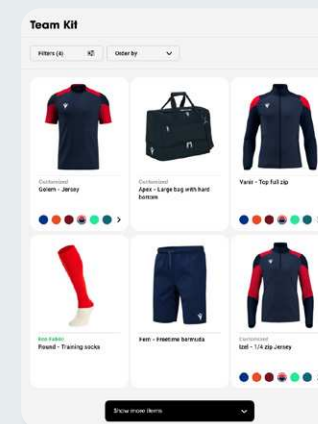 Team Kit
Filters (4)
Order by
Customized
Golem - Jersey
Customized
Apex - Large bag with hard
bottom
Vanir - Top full zip
Eco Fabric
Round - Training socks
Fern - Freetime bermuda
Customized
Izel - 1/4 zip Jersey
Show more items